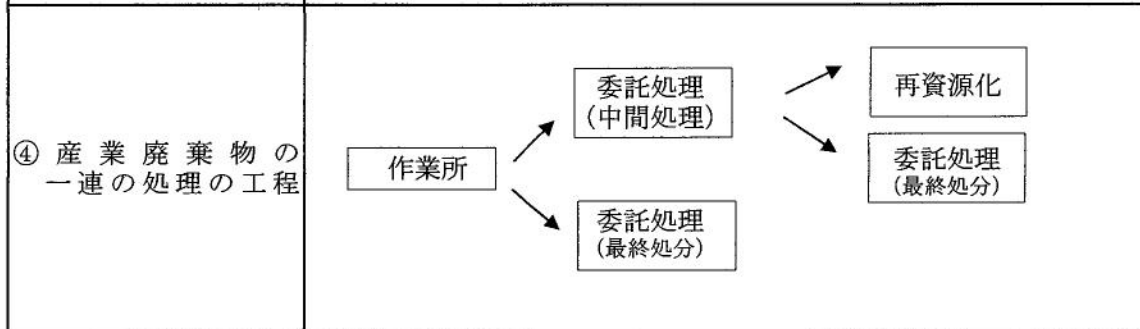 ④ 産業廃棄物の
一連の処理の工程
作業所
委託処理
(中間処理)
委託処理
(最終処分)
再資源化
委託処理
(最終処分)